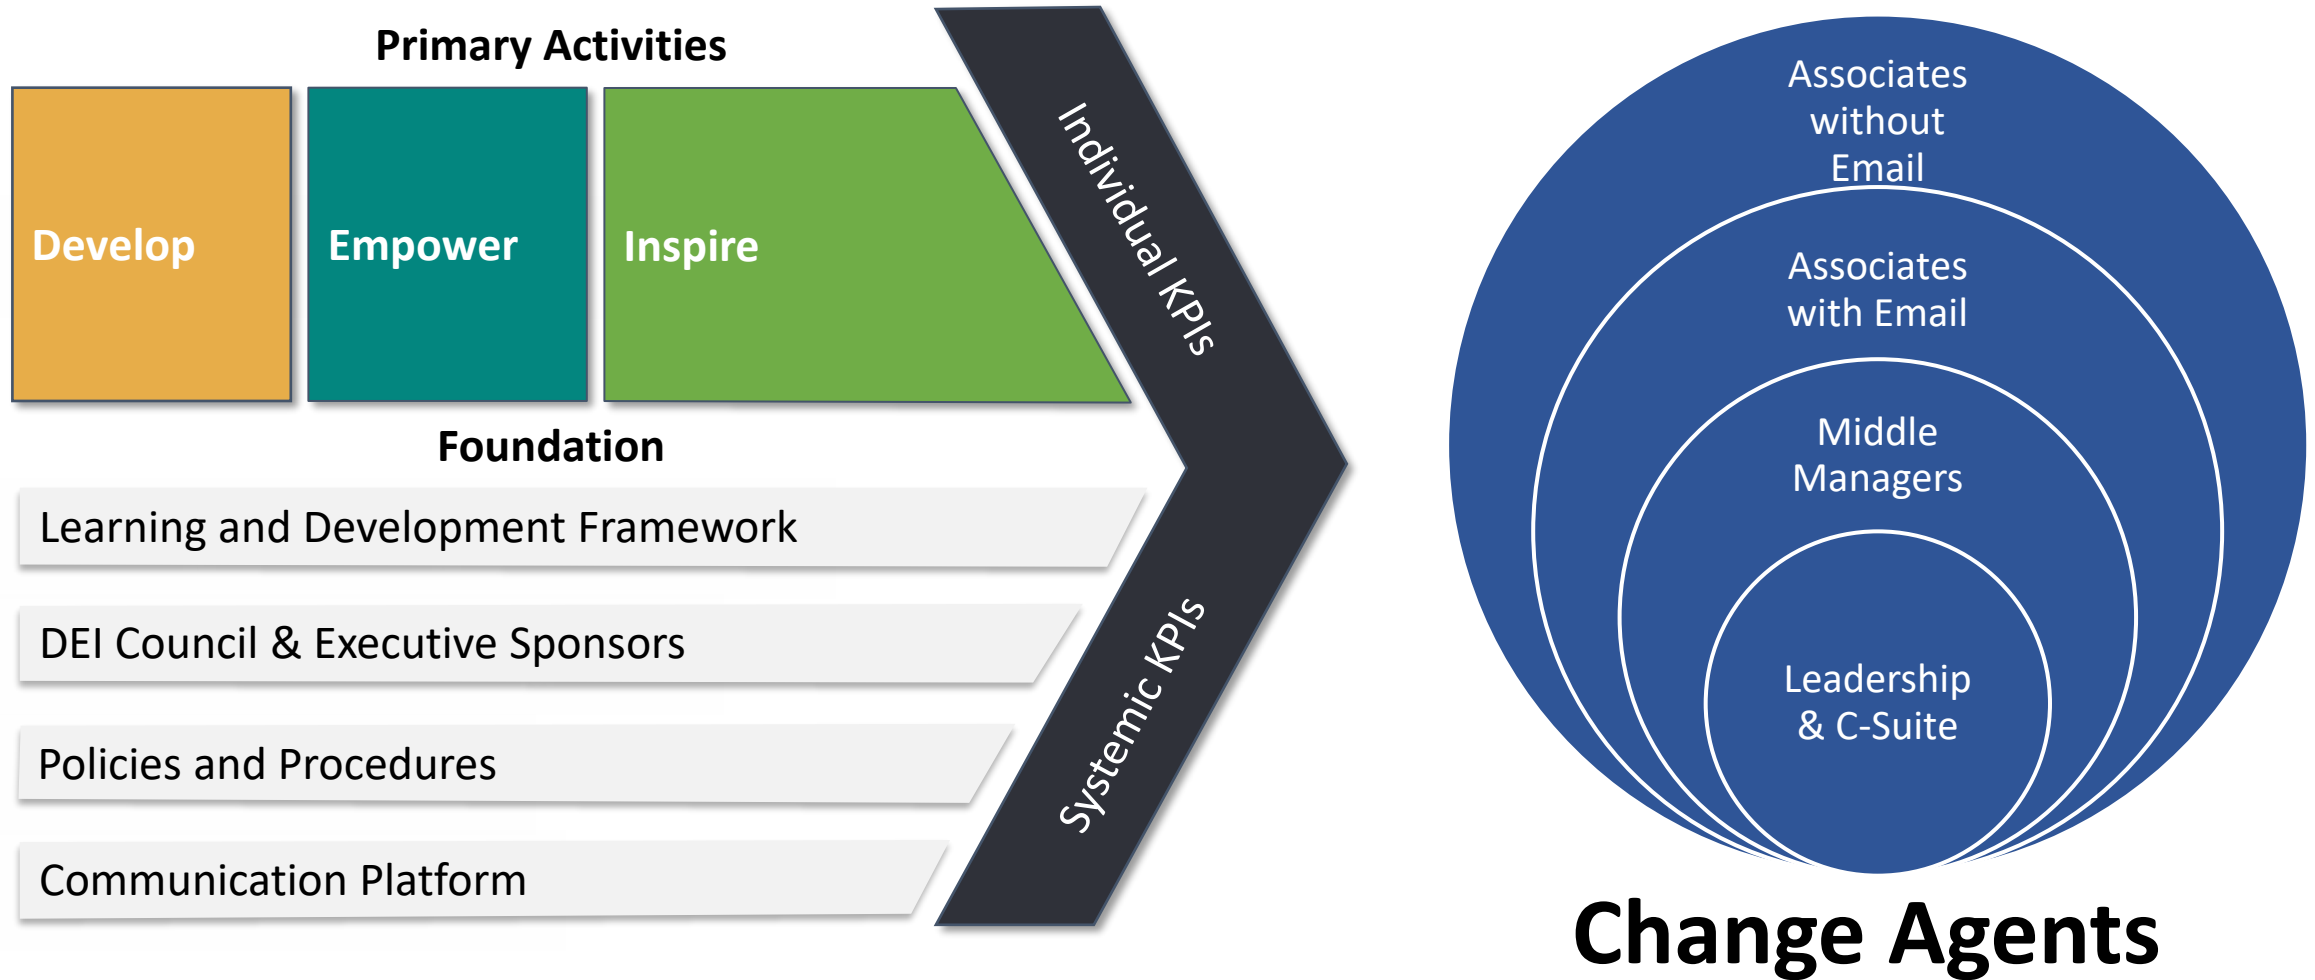 Primary Activities
Develop
Empower
Inspire
Individual KPIs
Foundation
Learning and Development Framework
DEI Council & Executive Sponsors
Policies and Procedures
Communication Platform
Systemic KPIs
Associates
without
Email
Associates
with Email
Middle
Managers
Leadership
& C-Suite
Change Agents